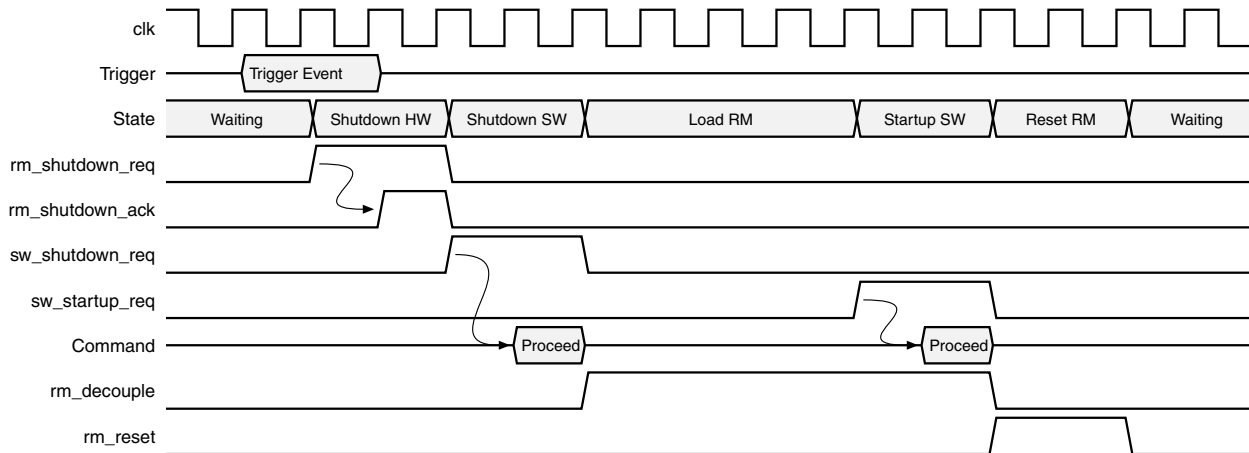 clk
Trigger Trigger Event
State Waiting Shutdown HW Shutdown SW Load RM Startup SW Reset RM Waiting
rm_shutdown_req
rm_shutdown_ack
sw_shutdown_req
sw_startup_req
Command Proceed Proceed
rm_decouple
rm_reset